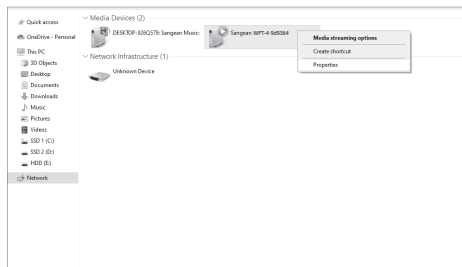 Quick access
OneDrive - Personal
This PC
3D Objects
Desktop
Documents
Downloads
Music
Pictures
Videos
SSD 1 (C:)
SSD 2 (D:)
HDD (E:)
Network
Media Devices (2)
DESKTOP-926Q579: Sangean Music:
Sangean WFT-4 9d9364
Media streaming options
Create shortcut
Properties
Network Infrastructure (1)
Unknown Device